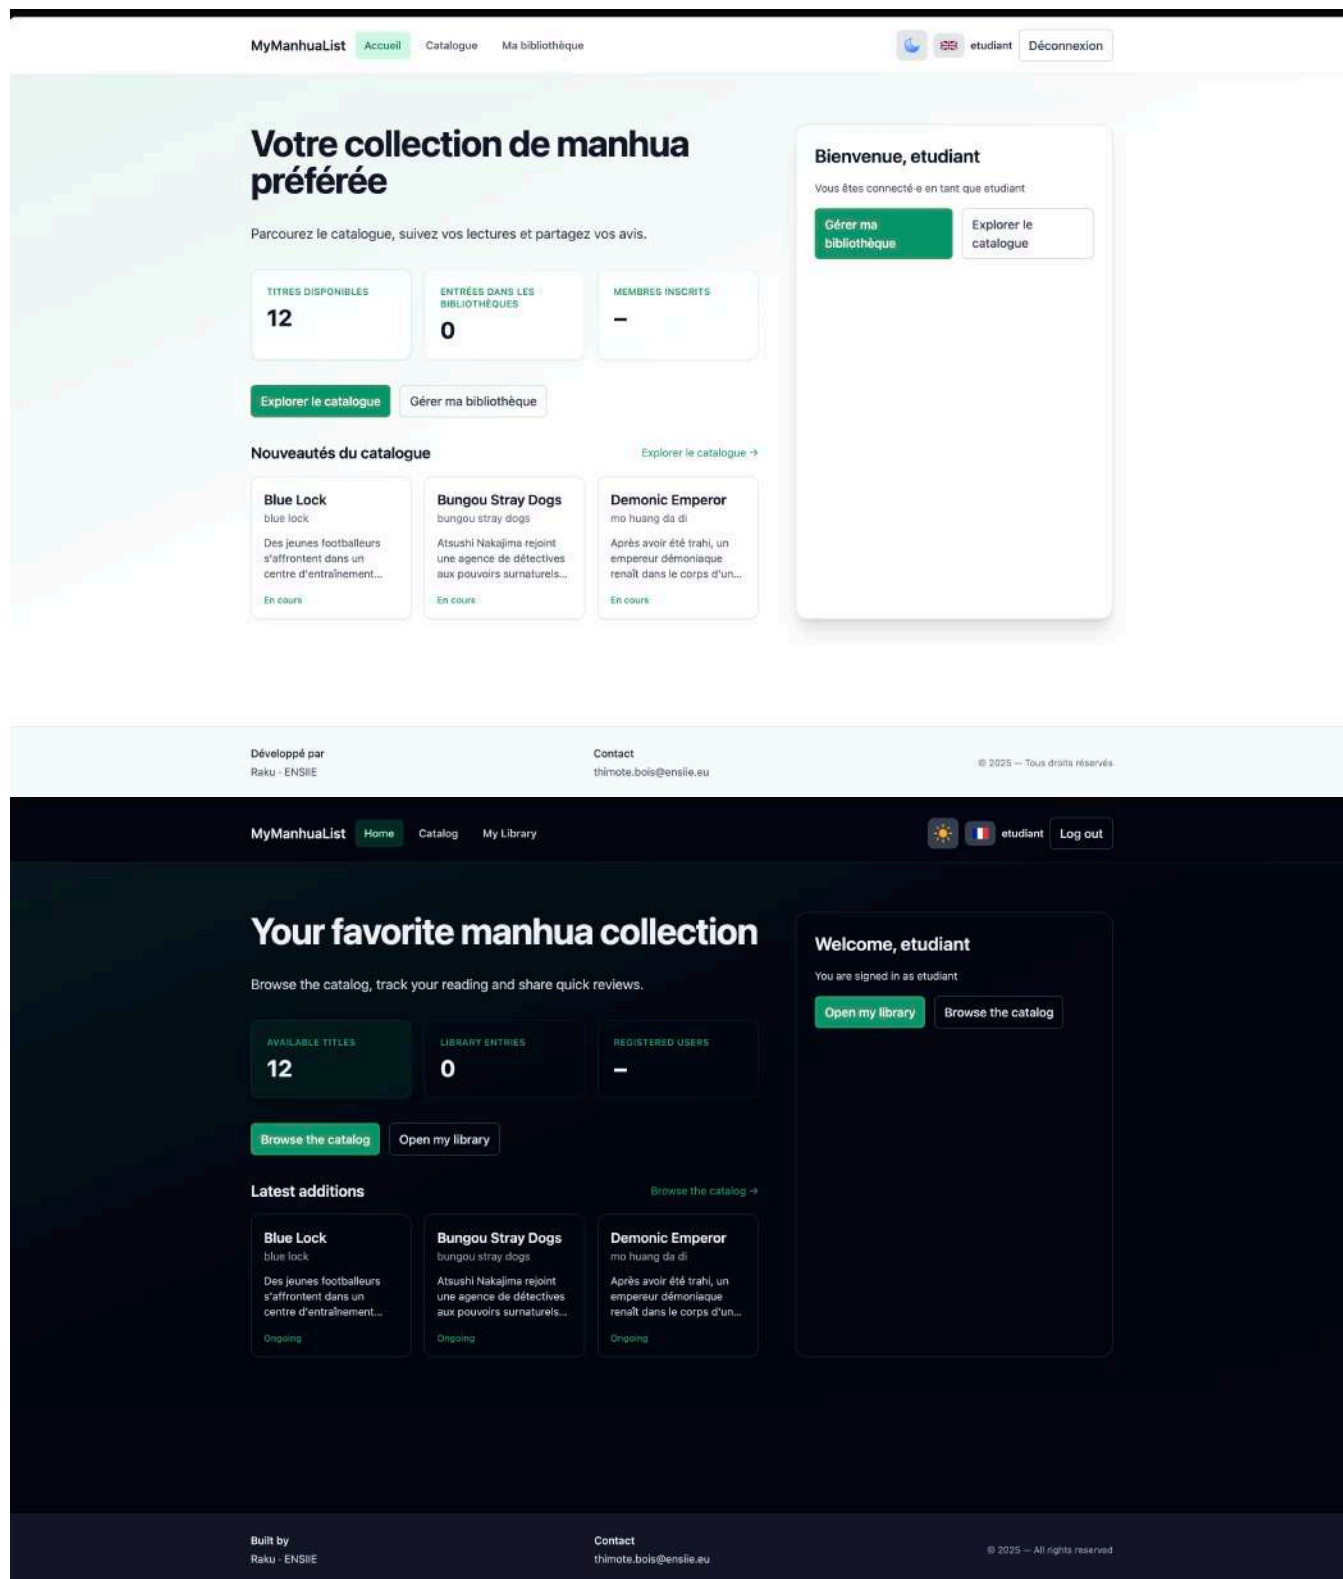 MyManhuaList Accueil Catalogue Ma bibliothèque etudiant Déconnexion
Votre collection de manhua
préférée
Parcourez le catalogue, suivez vos lectures et partagez vos avis.
TITRES DISPONIBLES
12
ENTRÉES DANS LES
BIBLIOTHÈQUES
0
MEMBRES INSCRITS
–
Explorer le catalogue Gérer ma bibliothèque
Nouveautés du catalogue Explorer le catalogue →
Blue Lock
blue lock
Des jeunes footballeurs
s'affrontent dans un
centre d'entraînement...
En cours
Bungou Stray Dogs
bungou stray dogs
Atsushi Nakajima rejoint
une agence de détectives
aux pouvoirs surnaturels...
En cours
Demonic Emperor
mo huang da di
Après avoir été trahi, un
empereur démoniaque
renaît dans le corps d'un...
En cours
Bienvenue, etudiant
Vous êtes connecté·e en tant que etudiant
Gérer ma
bibliothèque
Explorer le
catalogue
Développé par
Raku - ENSIIE
Contact
thimote.bois@ensiie.eu
© 2025 — Tous droits réservés
MyManhuaList Home Catalog My Library etudiant Log out
Your favorite manhua collection
Browse the catalog, track your reading and share quick reviews.
AVAILABLE TITLES
12
LIBRARY ENTRIES
0
REGISTERED USERS
–
Browse the catalog Open my library
Latest additions Browse the catalog →
Blue Lock
blue lock
Des jeunes footballeurs
s'affrontent dans un
centre d'entraînement...
Ongoing
Bungou Stray Dogs
bungou stray dogs
Atsushi Nakajima rejoint
une agence de détectives
aux pouvoirs surnaturels...
Ongoing
Demonic Emperor
mo huang da di
Après avoir été trahi, un
empereur démoniaque
renaît dans le corps d'un...
Ongoing
Welcome, etudiant
You are signed in as etudiant
Open my library Browse the catalog
Built by
Raku - ENSIIE
Contact
thimote.bois@ensiie.eu
© 2025 — All rights reserved